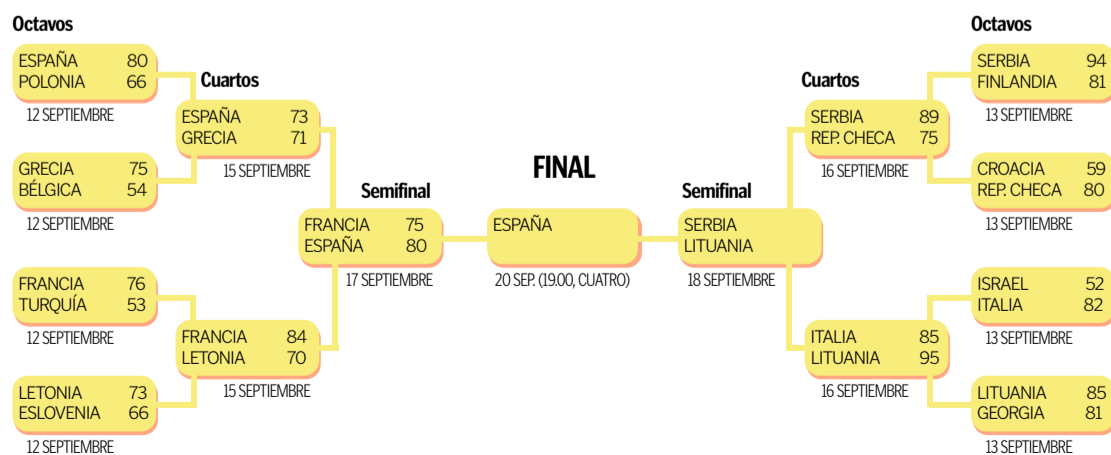 Octavos
ESPAÑA 80
POLONIA 66
12 SEPTIEMBRE
GRECIA 75
BÉLGICA 54
12 SEPTIEMBRE
FRANCIA 76
TURQUÍA 53
12 SEPTIEMBRE
LETONIA 73
ESLOVENIA 66
12 SEPTIEMBRE
Cuartos
ESPAÑA 73
GRECIA 71
15 SEPTIEMBRE
FRANCIA 84
LETONIA 70
15 SEPTIEMBRE
Semifinal
FRANCIA 75
ESPAÑA 80
17 SEPTIEMBRE
FINAL
ESPAÑA
20 SEP. (19.00, CUATRO)
Semifinal
SERBIA
LITUANIA
18 SEPTIEMBRE
Cuartos
SERBIA 89
REP. CHECA 75
16 SEPTIEMBRE
ITALIA 85
LITUANIA 95
16 SEPTIEMBRE
Octavos
SERBIA 94
FINLANDIA 81
13 SEPTIEMBRE
CROACIA 59
REP. CHECA 80
13 SEPTIEMBRE
ISRAEL 52
ITALIA 82
13 SEPTIEMBRE
LITUANIA 85
GEORGIA 81
13 SEPTIEMBRE